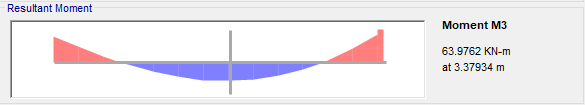 Resultant Moment
Moment M3
63.9762 KN-m
at 3.37934 m